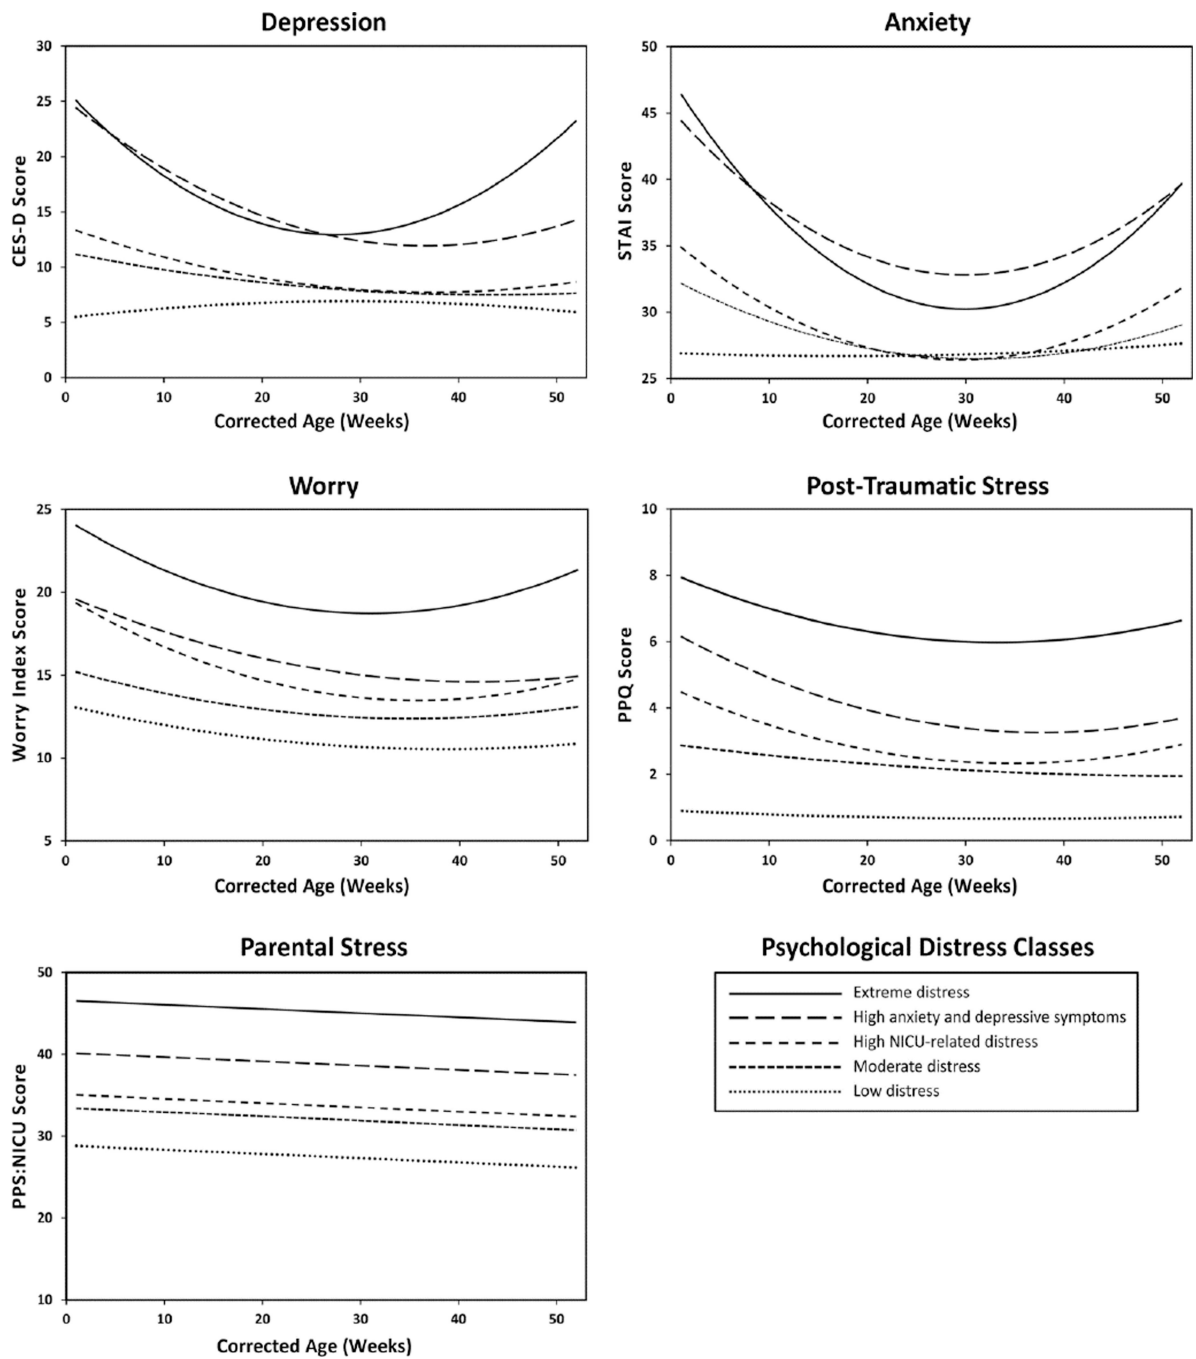 Depression
30
25
20
15
10
5
0
CES-D Score
0 10 20 30 40 50
Corrected Age (Weeks)
Anxiety
50
45
40
35
30
25
STAI Score
0 10 20 30 40 50
Corrected Age (Weeks)
Worry
25
20
15
10
5
Worry Index Score
0 10 20 30 40 50
Corrected Age (Weeks)
Post-Traumatic Stress
10
8
6
4
2
0
PPQ Score
0 10 20 30 40 50
Corrected Age (Weeks)
Parental Stress
50
40
30
20
10
PPS:NICU Score
0 10 20 30 40 50
Corrected Age (Weeks)
Psychological Distress Classes
Extreme distress
High anxiety and depressive symptoms
High NICU-related distress
Moderate distress
Low distress